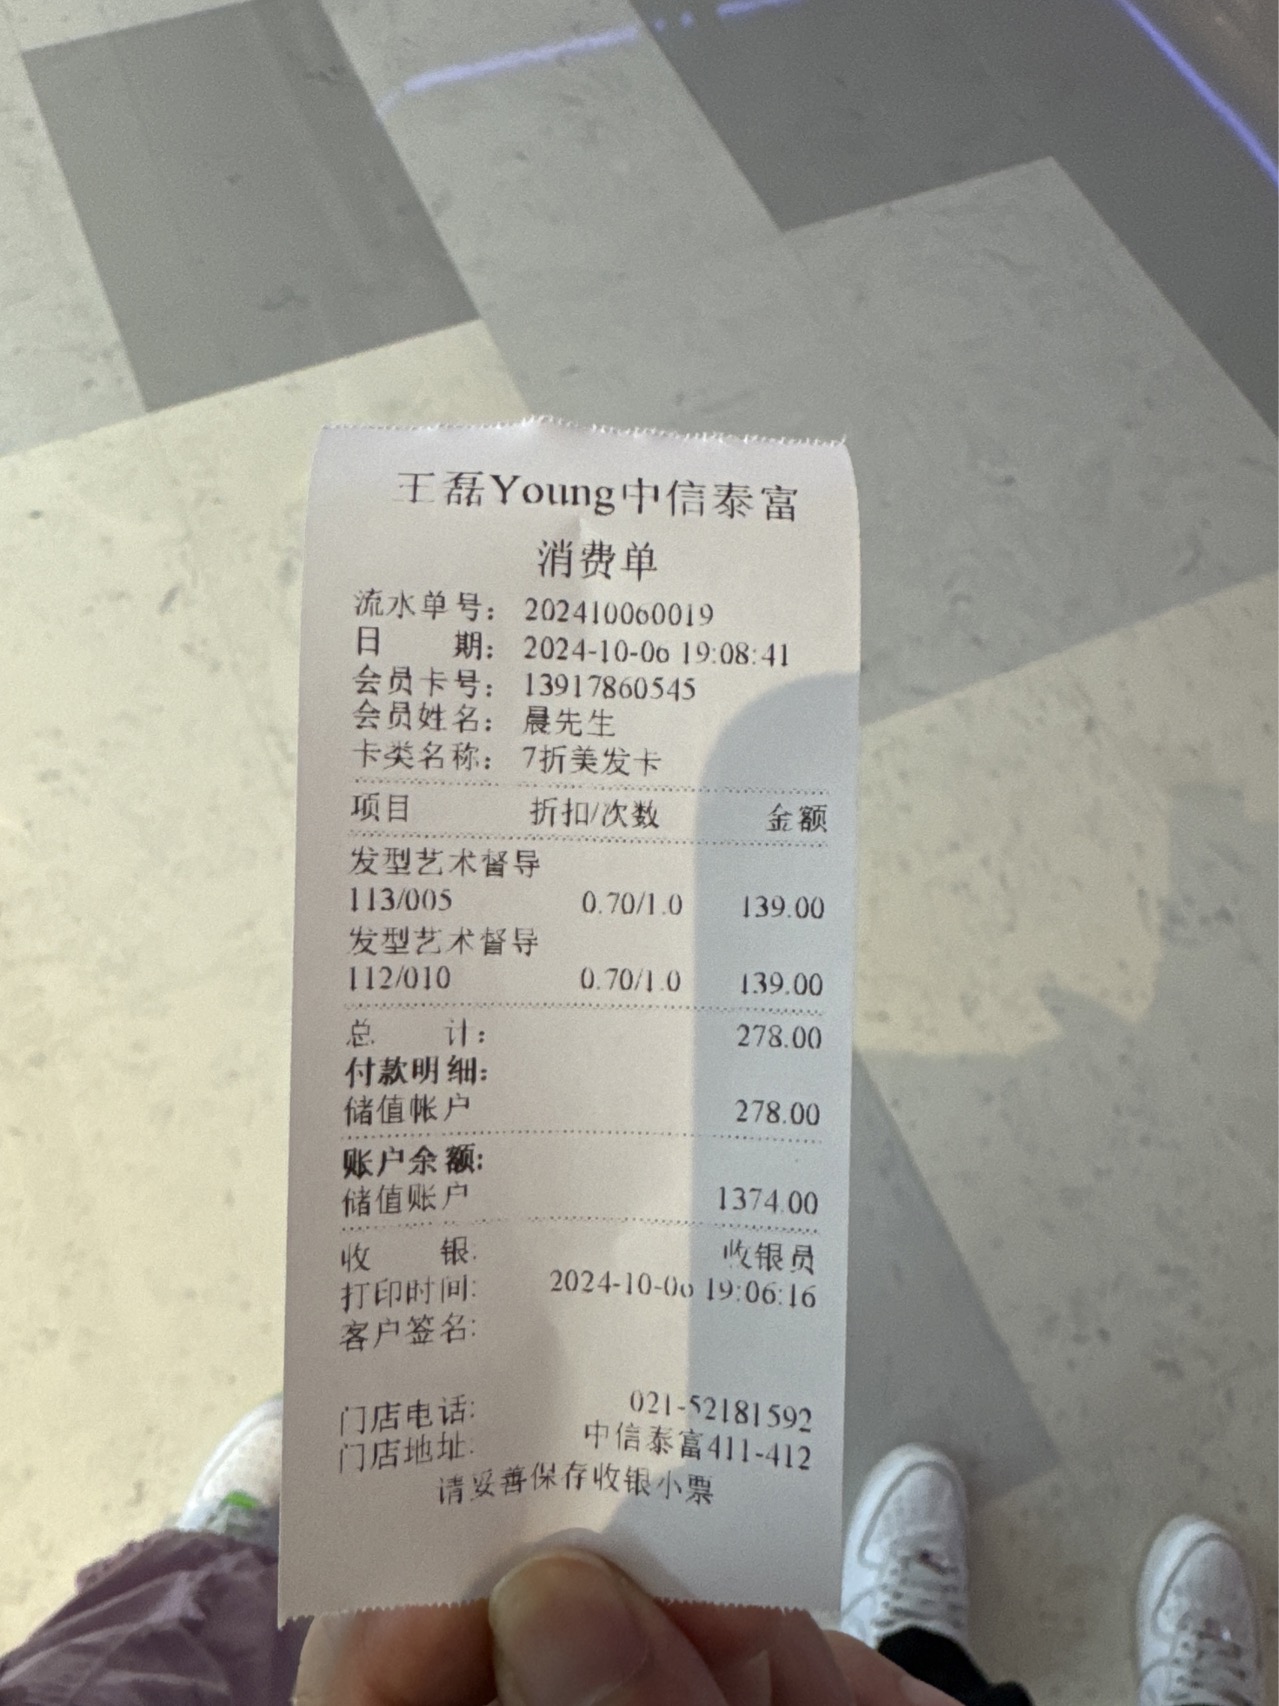 王磊Young中信泰富
消费单
流水单号: 202410060019
日 期: 2024-10-06 19:08:41
会员卡号: 13917860545
会员姓名: 晨先生
卡类名称: 7折美发卡
项目 折扣/次数 金额
发型艺术督导
113/005 0.70/1.0 139.00
发型艺术督导
112/010 0.70/1.0 139.00
总 计: 278.00
付款明细:
储值帐户 278.00
账户余额:
储值账户 1374.00
收 银: 收银员
打印时间: 2024-10-06 19:06:16
客户签名:
门店电话: 021-52181592
门店地址: 中信泰富411-412
请妥善保存收银小票